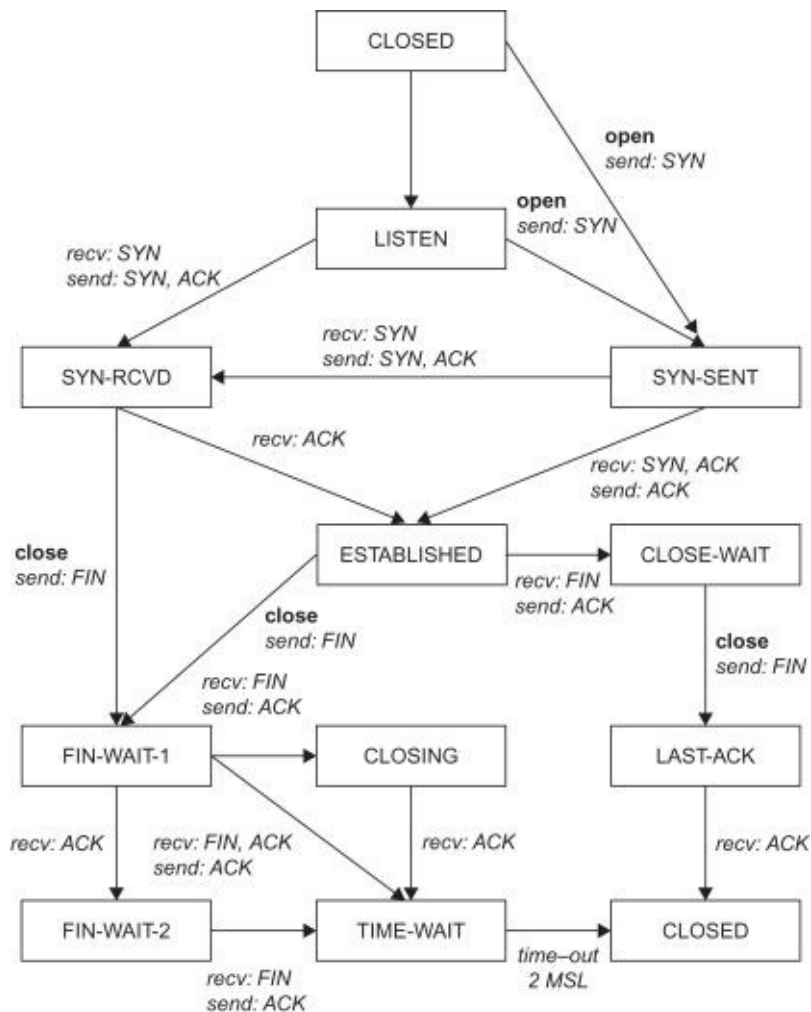 CLOSED
open
send: SYN
open
send: SYN
LISTEN
recv: SYN
send: SYN, ACK
recv: SYN
send: SYN, ACK
SYN-RCVD
SYN-SENT
recv: ACK
recv: SYN, ACK
send: ACK
close
send: FIN
ESTABLISHED
CLOSE-WAIT
recv: FIN
send: ACK
close
send: FIN
close
send: FIN
recv: FIN
send: ACK
FIN-WAIT-1
CLOSING
LAST-ACK
recv: ACK
recv: FIN, ACK
send: ACK
recv: ACK
recv: ACK
FIN-WAIT-2
TIME-WAIT
CLOSED
recv: FIN
send: ACK
time–out
2 MSL